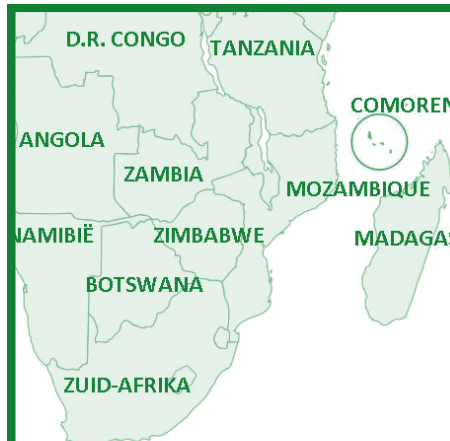 D.R. CONGO
TANZANIA
COMOREN
ANGOLA
ZAMBIA
MOZAMBIQUE
NAMIBIË
ZIMBABWE
MADAGAS
BOTSWANA
ZUID-AFRIKA